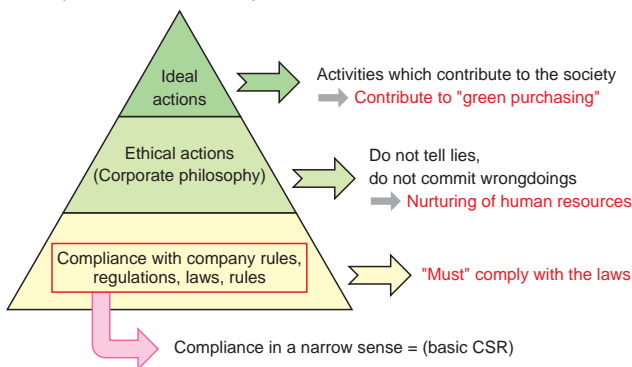 Ideal
actions
Activities which contribute to the society
Contribute to "green purchasing"
Ethical actions
(Corporate philosophy)
Do not tell lies,
do not commit wrongdoings
Nurturing of human resources
Compliance with company rules,
regulations, laws, rules
"Must" comply with the laws
Compliance in a narrow sense = (basic CSR)